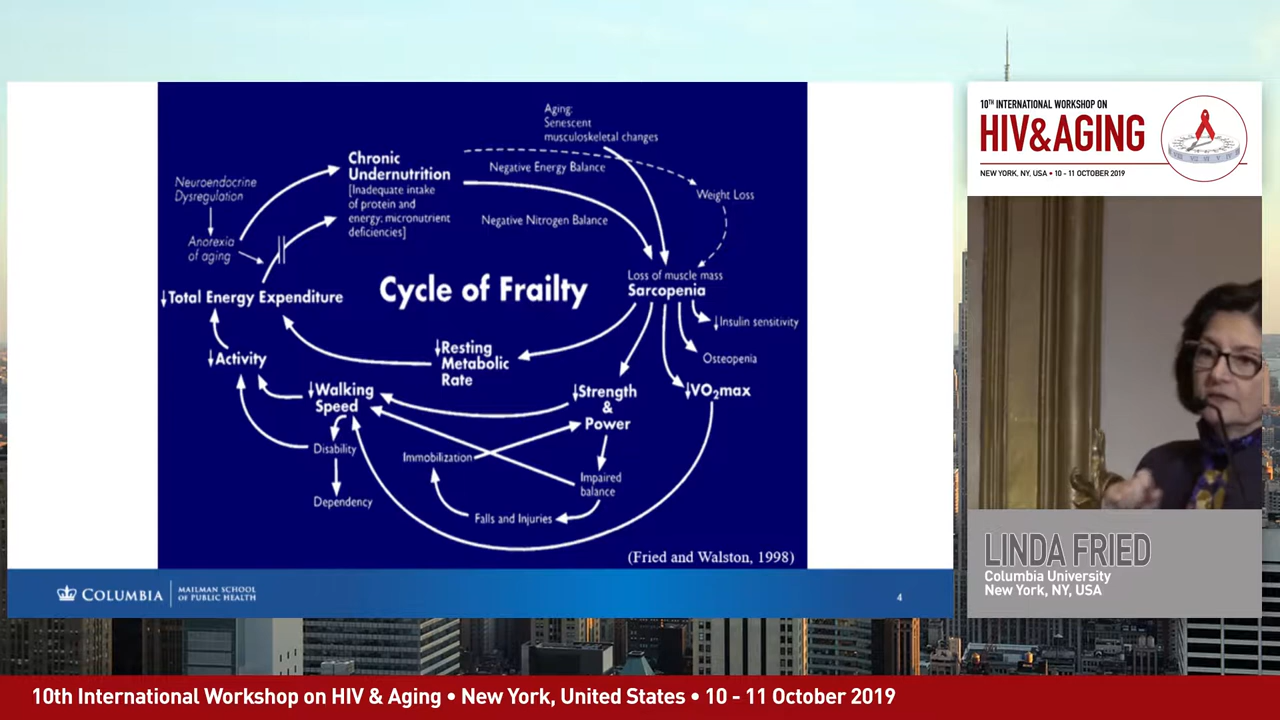 Aging:
Senescent
musculoskeletal changes
Chronic
Undernutrition
[Inadequate intake
of protein and
energy; micronutrient
deficiencies]
Negative Energy Balance
Weight Loss
Neuroendocrine
Dysregulation
Negative Nitrogen Balance
Anorexia
of aging
Cycle of Frailty
Loss of muscle mass
Sarcopenia
↓Total Energy Expenditure
↓Insulin sensitivity
↓Resting
Metabolic
Rate
Osteopenia
↓Activity
↓Walking
Speed
↓Strength
&
Power
↓VO₂max
Disability
Immobilization
Impaired
balance
Dependency
Falls and Injuries
(Fried and Walston, 1998)
COLUMBIA
MAILMAN SCHOOL
OF PUBLIC HEALTH
4
10TH INTERNATIONAL WORKSHOP ON
HIV&AGING
NEW YORK, NY, USA • 10 - 11 OCTOBER 2019
LINDA FRIED
Columbia University
New York, NY, USA
10th International Workshop on HIV & Aging • New York, United States • 10 - 11 October 2019